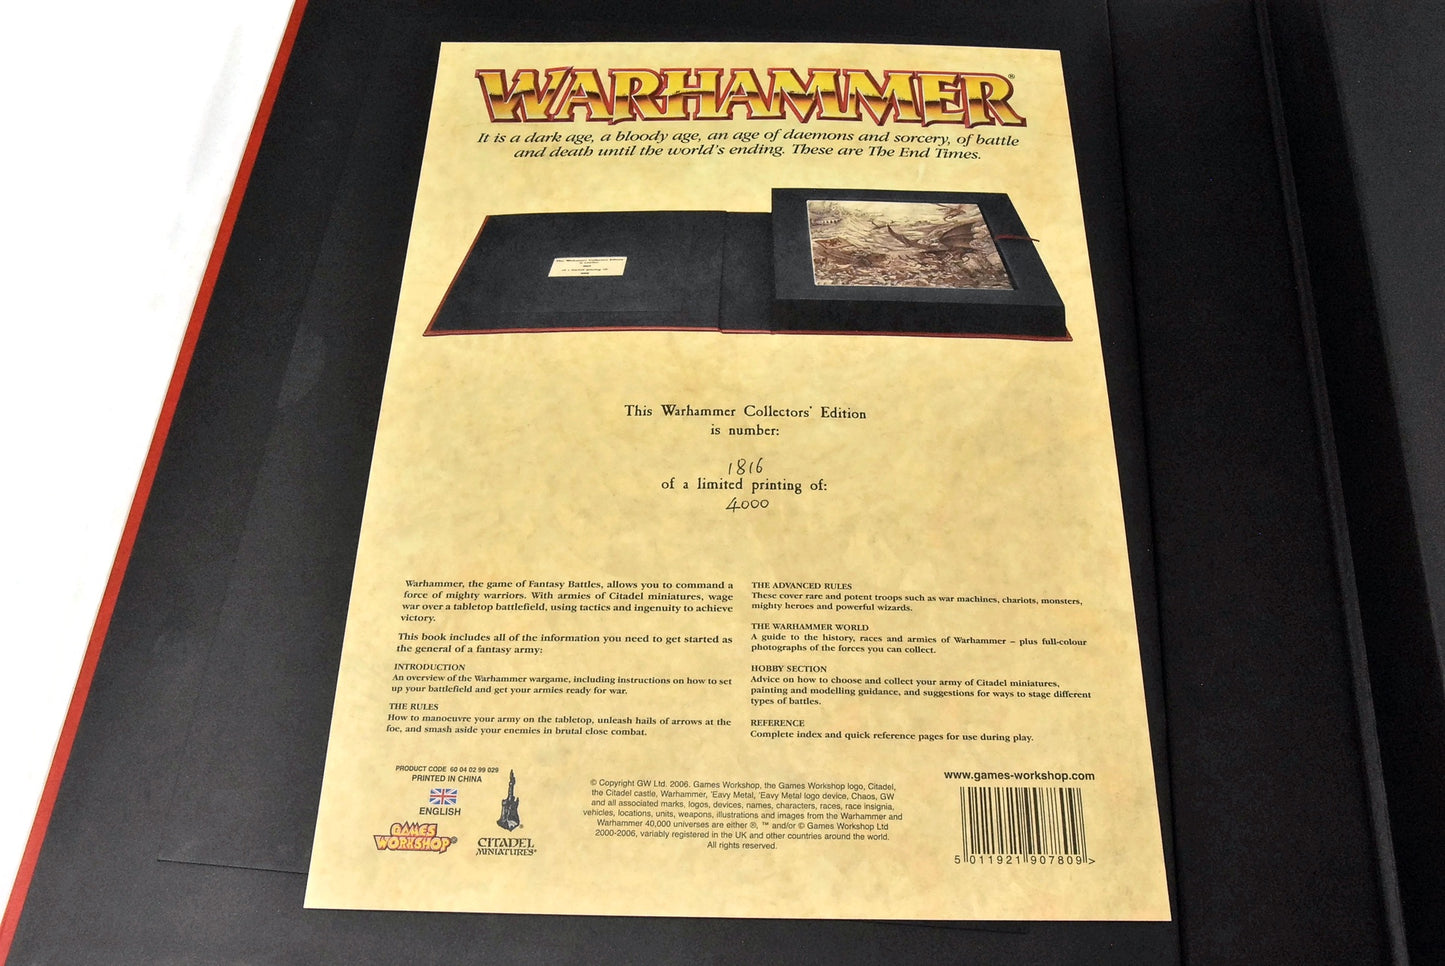 WARHAMMER®
It is a dark age, a bloody age, an age of daemons and sorcery, of battle
and death until the world's ending. These are The End Times.
This Warhammer Collectors' Edition
is number:
1816
of a limited printing of:
4000
Warhammer, the game of Fantasy Battles, allows you to command a
force of mighty warriors. With armies of Citadel miniatures, wage
war over a tabletop battlefield, using tactics and ingenuity to achieve
victory.
This book includes all of the information you need to get started as
the general of a fantasy army:
INTRODUCTION
An overview of the Warhammer wargame, including instructions on how to set
up your battlefield and get your armies ready for war.
THE RULES
How to manoeuvre your army on the tabletop, unleash hails of arrows at the
foe, and smash aside your enemies in brutal close combat.
THE ADVANCED RULES
These cover rare and potent troops such as war machines, chariots, monsters,
mighty heroes and powerful wizards.
THE WARHAMMER WORLD
A guide to the history, races and armies of Warhammer – plus full-colour
photographs of the forces you can collect.
HOBBY SECTION
Advice on how to choose and collect your army of Citadel miniatures,
painting and modelling guidance, and suggestions for ways to stage different
types of battles.
REFERENCE
Complete index and quick reference pages for use during play.
PRODUCT CODE 60 04 02 99 029
PRINTED IN CHINA
ENGLISH
GAMES
WORKSHOP®
CITADEL
MINIATURES®
© Copyright GW Ltd. 2006. Games Workshop, the Games Workshop logo, Citadel,
the Citadel castle, Warhammer, 'Eavy Metal, 'Eavy Metal logo device, Chaos, GW
and all associated marks, logos, devices, names, characters, races, race insignia,
vehicles, locations, units, weapons, illustrations and images from the Warhammer and
Warhammer 40,000 universes are either ®, ™ and/or © Games Workshop Ltd
2000-2006, variably registered in the UK and other countries around the world.
All rights reserved.
www.games-workshop.com
5 011921 907809 >